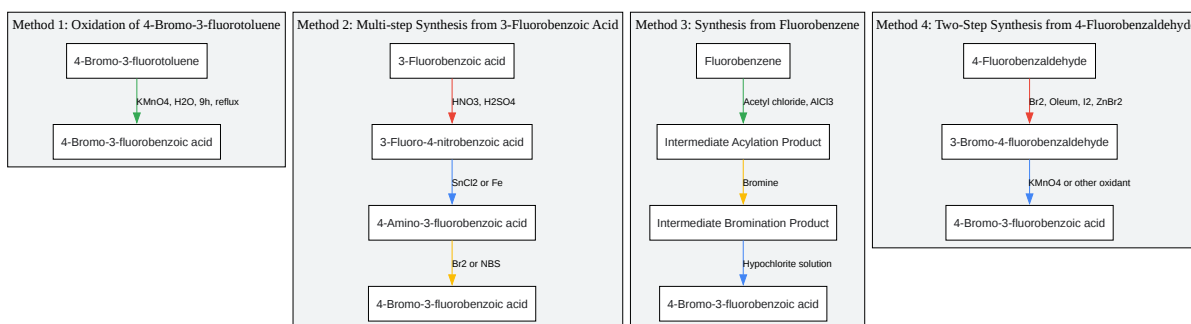 Method 1: Oxidation of 4-Bromo-3-fluorotoluene
4-Bromo-3-fluorotoluene
KMnO4, H2O, 9h, reflux
4-Bromo-3-fluorobenzoic acid
Method 2: Multi-step Synthesis from 3-Fluorobenzoic Acid
3-Fluorobenzoic acid
HNO3, H2SO4
3-Fluoro-4-nitrobenzoic acid
SnCl2 or Fe
4-Amino-3-fluorobenzoic acid
Br2 or NBS
4-Bromo-3-fluorobenzoic acid
Method 3: Synthesis from Fluorobenzene
Fluorobenzene
Acetyl chloride, AlCl3
Intermediate Acylation Product
Bromine
Intermediate Bromination Product
Hypochlorite solution
4-Bromo-3-fluorobenzoic acid
Method 4: Two-Step Synthesis from 4-Fluorobenzaldehyde
4-Fluorobenzaldehyde
Br2, Oleum, I2, ZnBr2
3-Bromo-4-fluorobenzaldehyde
KMnO4 or other oxidant
4-Bromo-3-fluorobenzoic acid